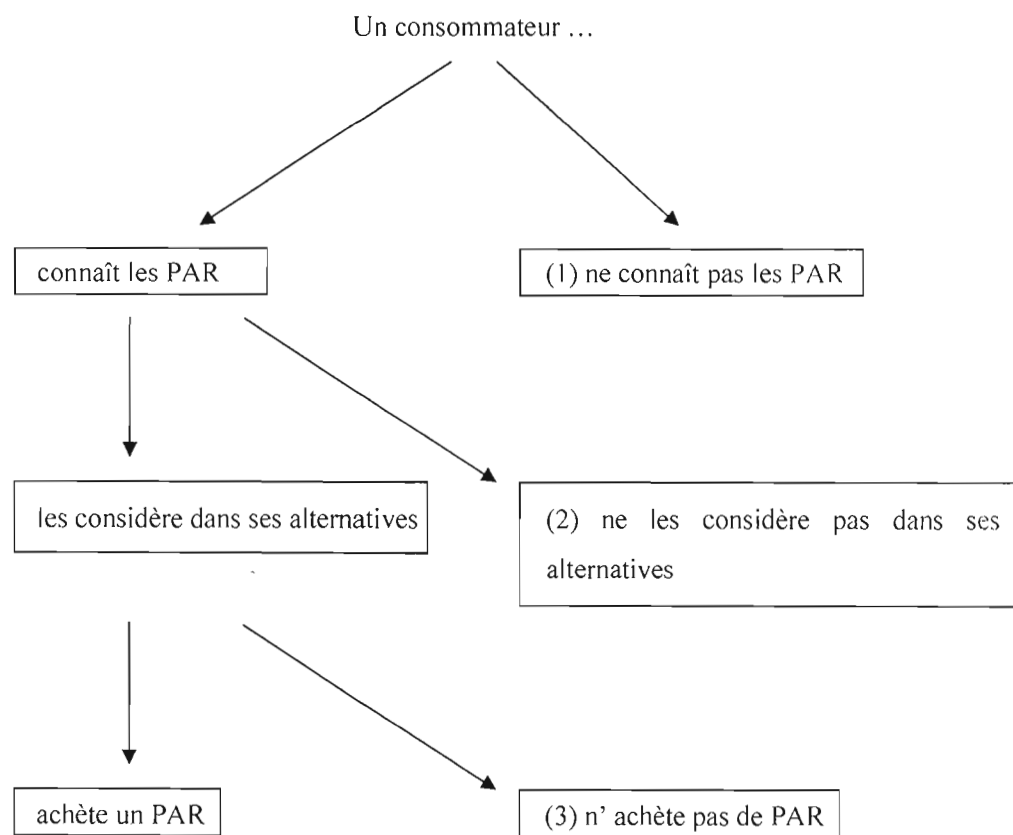 Un consommateur ...
connaît les PAR
(1) ne connaît pas les PAR
les considère dans ses alternatives
(2) ne les considère pas dans ses
alternatives
achète un PAR
(3) n' achète pas de PAR